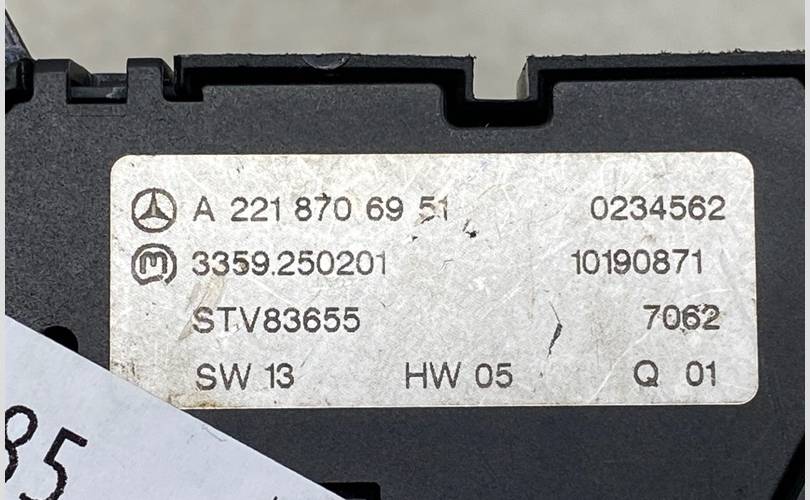 A 221 870 69 51 0234562
3359.250201 10190871
STV83655 7062
SW 13 HW 05 Q 01
85